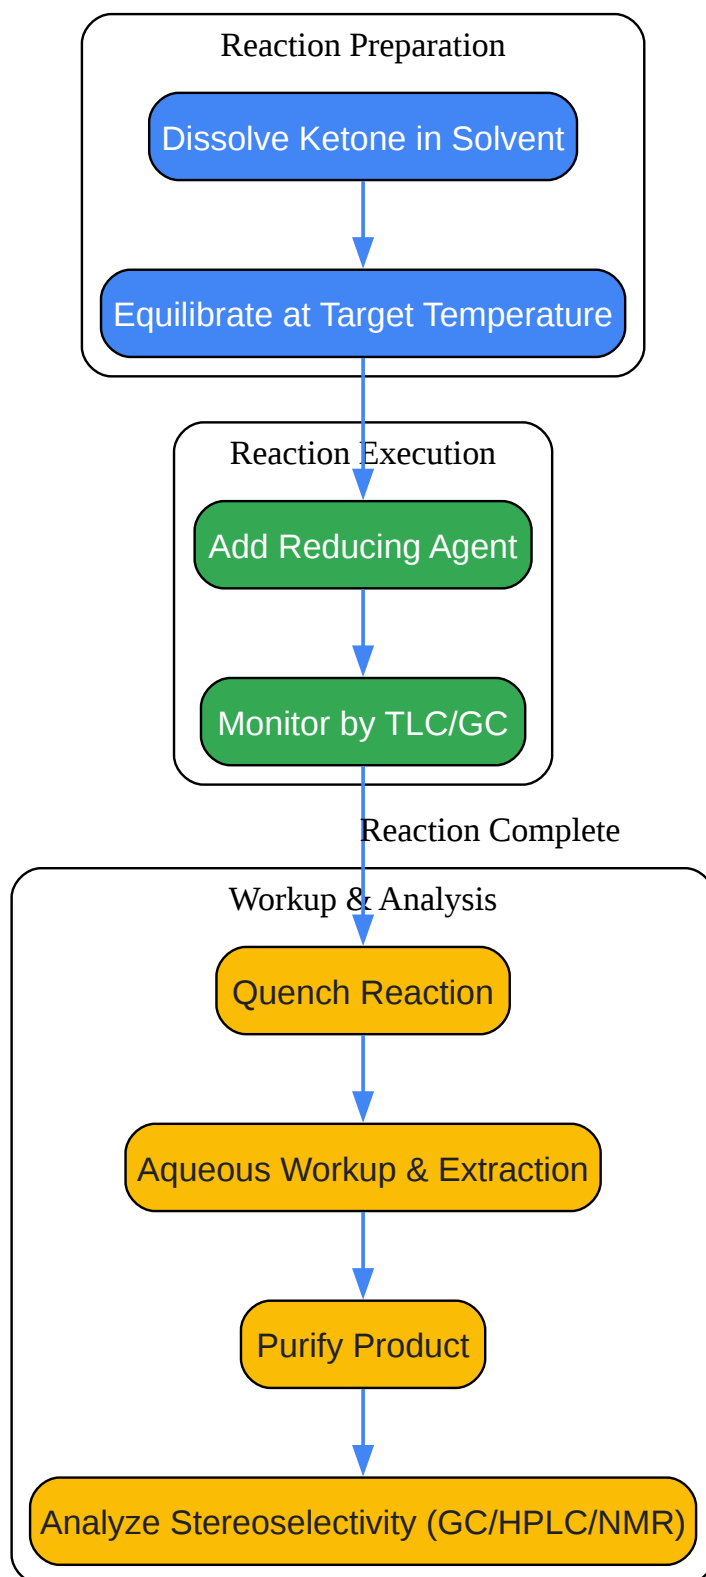 Reaction Preparation
Dissolve Ketone in Solvent
Equilibrate at Target Temperature
Reaction Execution
Add Reducing Agent
Monitor by TLC/GC
Reaction Complete
Workup & Analysis
Quench Reaction
Aqueous Workup & Extraction
Purify Product
Analyze Stereoselectivity (GC/HPLC/NMR)